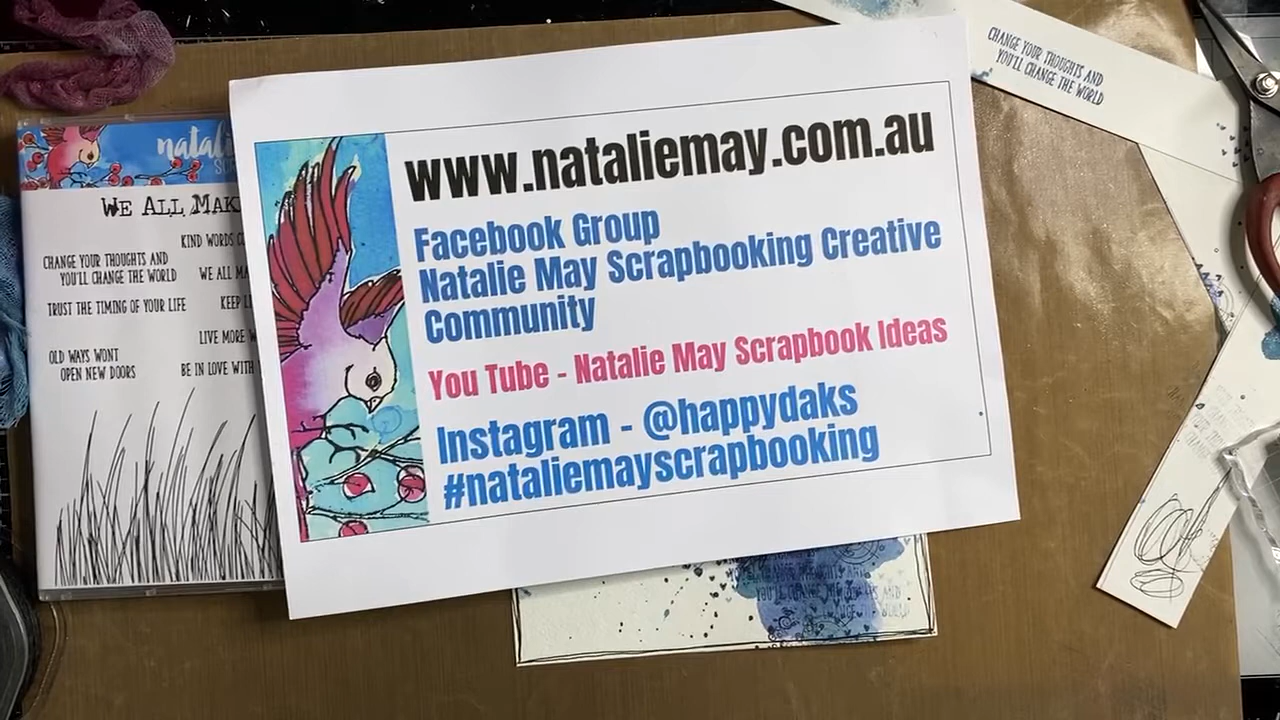 www.nataliemay.com.au
Facebook Group
Natalie May Scrapbooking Creative
Community
You Tube - Natalie May Scrapbook Ideas
Instagram - @happydaks
#nataliemayscrapbooking
WE ALL
KIND WORDS
CHANGE YOUR THOUGHTS AND
YOU'LL CHANGE THE WORLD
WE ALL
TRUST THE TIMING OF YOUR LIFE
KEEP
LIVE MORE
OLD WAYS WONT
OPEN NEW DOORS
BE IN LOVE WITH
CHANGE YOUR THOUGHTS AND
YOU'LL CHANGE THE WORLD
YOU'LL CHANGE